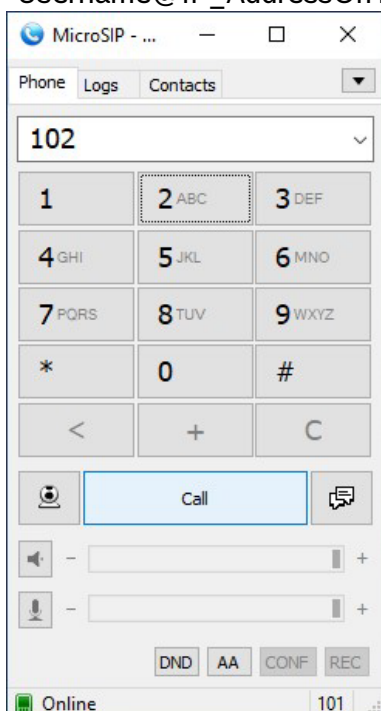 MicroSIP - ...
Phone Logs Contacts
102
1 2 ABC 3 DEF
4 GHI 5 JKL 6 MNO
7 PQRS 8 TUV 9 WXYZ
* 0 #
< + C
Call
- +
- +
DND AA CONF REC
Online 101